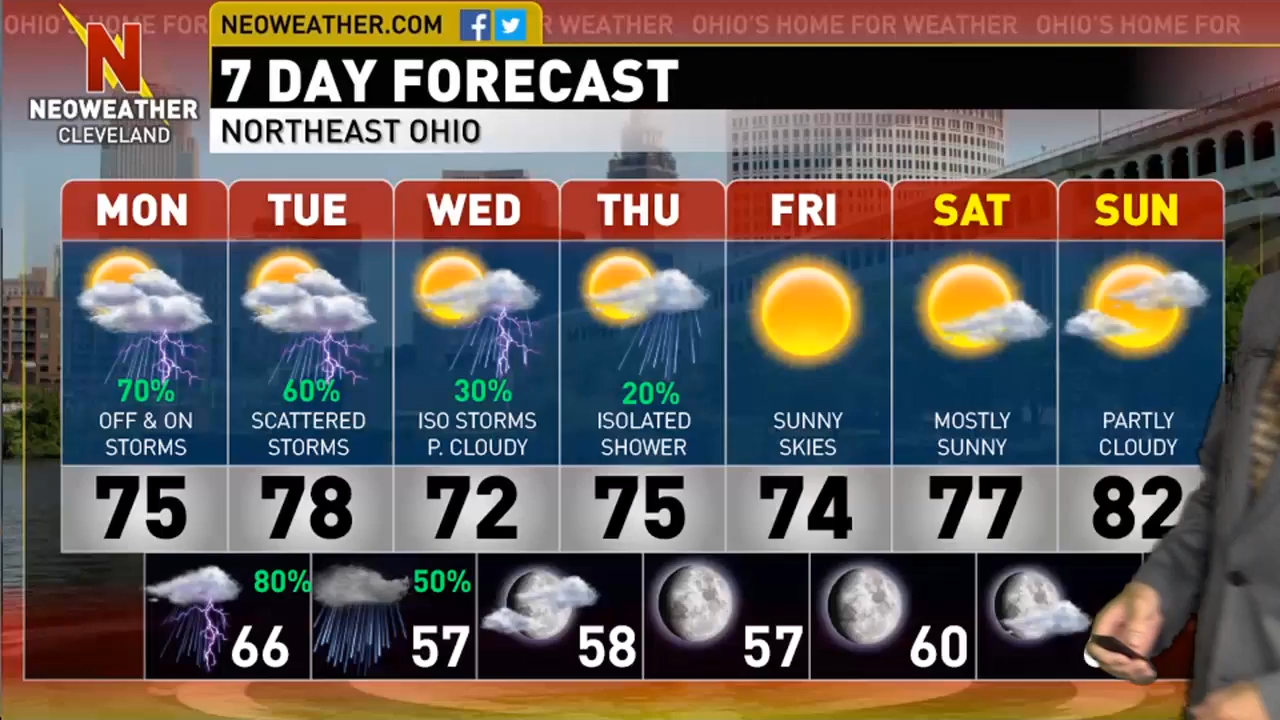 OHIO'S HOME FOR WEATHER OHIO'S HOME FOR WEATHER OHIO'S HOME FOR
NEOWEATHER.COM
N
NEOWEATHER
CLEVELAND
7 DAY FORECAST
NORTHEAST OHIO
MON TUE WED THU FRI SAT SUN
70% 60% 30% 20%
OFF & ON SCATTERED ISO STORMS ISOLATED SUNNY MOSTLY PARTLY
STORMS STORMS P. CLOUDY SHOWER SKIES SUNNY CLOUDY
75 78 72 75 74 77 82
80% 50%
66 57 58 57 60